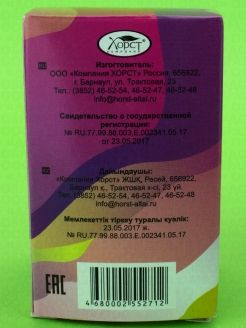 Хорст
RU
Изготовитель:
ООО «Компания ХОРСТ» Россия, 656922,
г. Барнаул, ул. Трактовая, 23
Тел.: (3852) 46-52-54, 46-52-47, 46-52-48
info@horst-altai.ru
Свидетельство о государственной
регистрации:
№ RU.77.99.88.003.Е.002341.05.17
от 23.05.2017
KZ
Дайындаушы:
«Компания Хорст» ЖШҚ, Ресей, 656922,
Барнаул қ., Трактовая к-сі, 23 үй.
Тел.: (3852) 46-52-54, 46-52-47, 46-52-48
info@horst-altai.ru
Мемлекеттік тіркеу туралы куәлік:
23.05.2017 ж.
№ RU.77.99.88.003.Е.002341.05.17
ЕАС
4 680002 552712